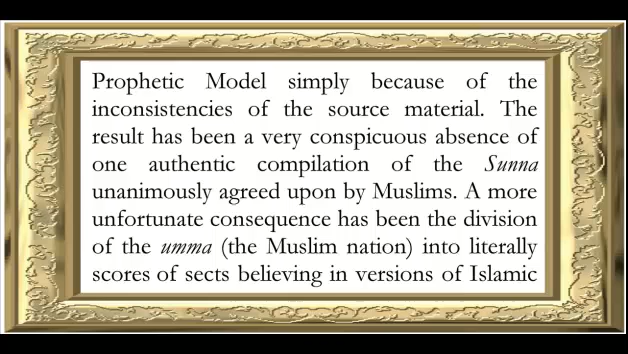 Prophetic Model simply because of the
inconsistencies of the source material. The
result has been a very conspicuous absence of
one authentic compilation of the Sunna
unanimously agreed upon by Muslims. A more
unfortunate consequence has been the division
of the umma (the Muslim nation) into literally
scores of sects believing in versions of Islamic